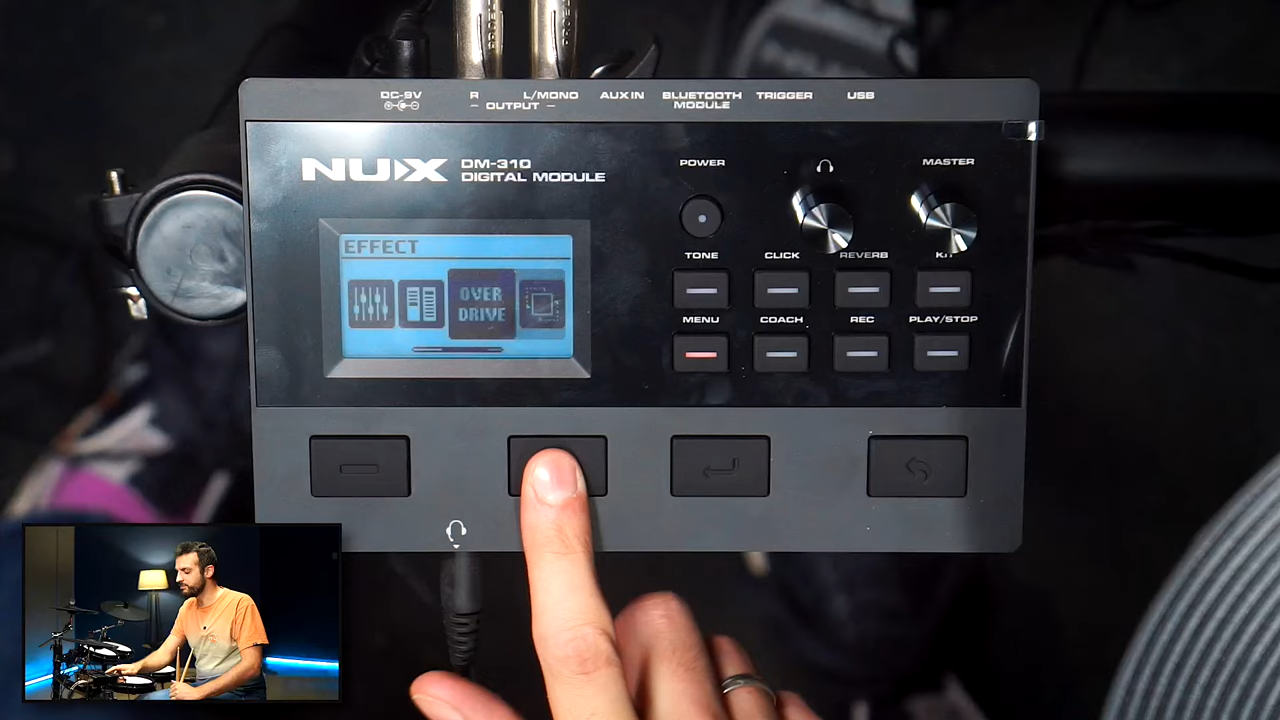 DC-9V
R
L/MONO
OUTPUT
AUX IN
BLUETOOTH
MODULE
TRIGGER
USB
NUX
DM-310
DIGITAL MODULE
POWER
MASTER
EFFECT
OVER
DRIVE
TONE
CLICK
REVERB
MENU
COACH
REC
PLAY/STOP